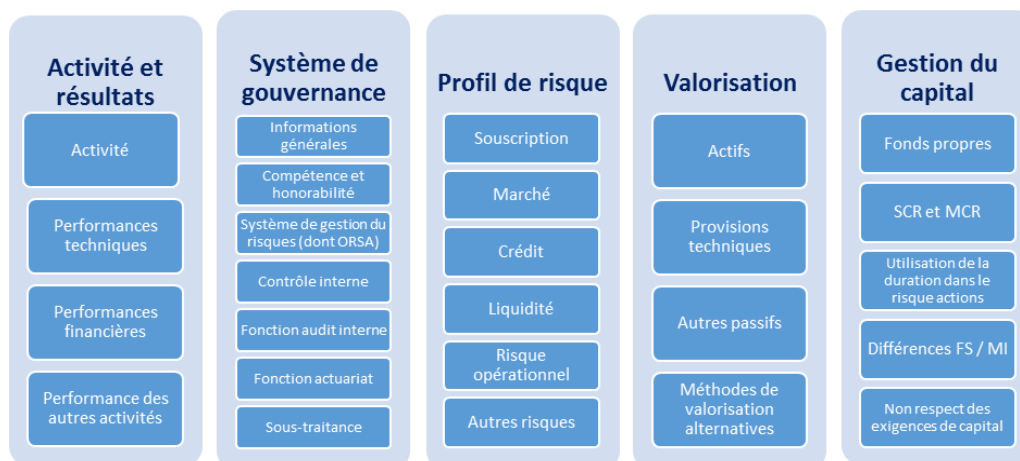 Activité et
résultats
Activité
Performances
techniques
Performances
financières
Performance des
autres activités
Système de
gouvernance
Informations
générales
Compétence et
honorabilité
Système de gestion du
risques (dont ORSA)
Contrôle interne
Fonction audit interne
Fonction actuariat
Sous-traitance
Profil de risque
Souscription
Marché
Crédit
Liquidité
Risque
opérationnel
Autres risques
Valorisation
Actifs
Provisions
techniques
Autres passifs
Méthodes de
valorisation
alternatives
Gestion du
capital
Fonds propres
SCR et MCR
Utilisation de la
duration dans le
risque actions
Différences FS / MI
Non respect des
exigences de capital